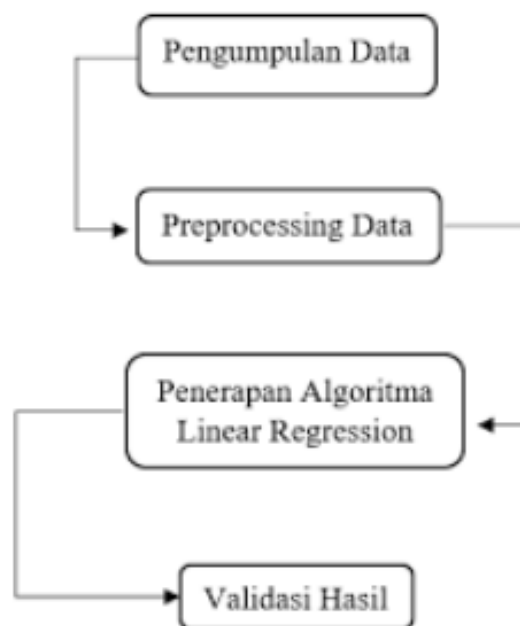 Pengumpulan Data
Preprocessing Data
Penerapan Algoritma
Linear Regression
Validasi Hasil